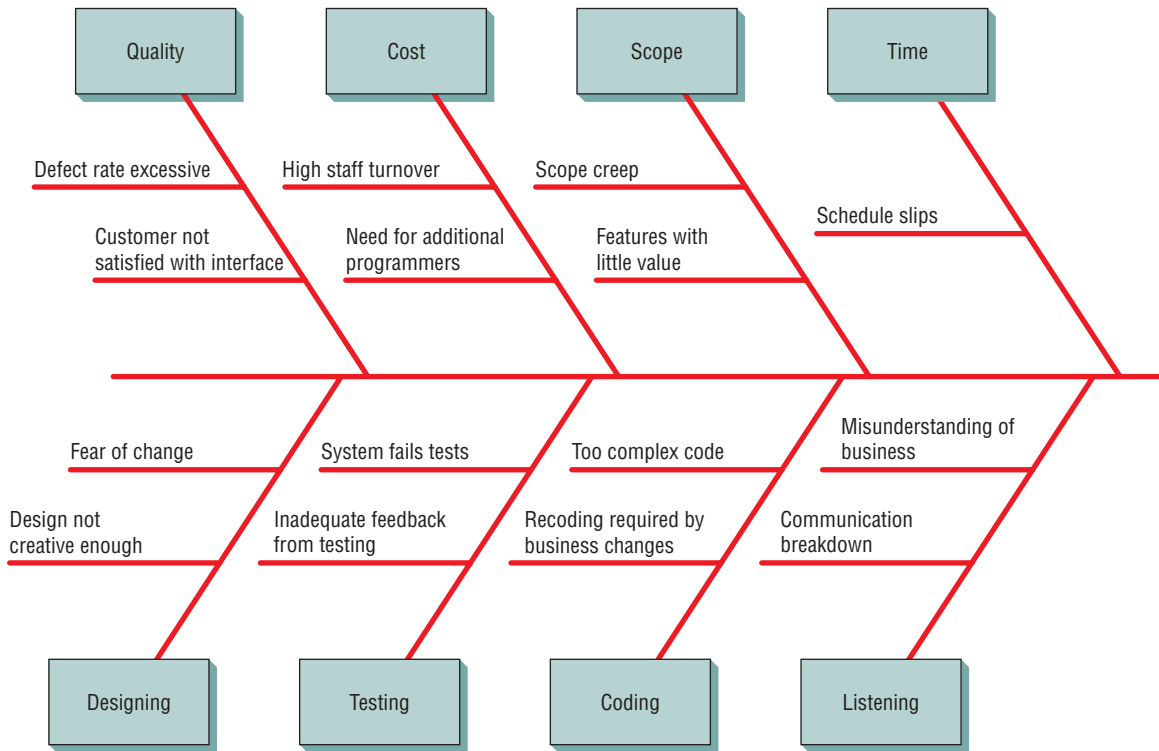 Quality
Cost
Scope
Time
Defect rate excessive
High staff turnover
Scope creep
Schedule slips
Customer not
satisfied with interface
Need for additional
programmers
Features with
little value
Fear of change
System fails tests
Too complex code
Misunderstanding of
business
Design not
creative enough
Inadequate feedback
from testing
Recoding required by
business changes
Communication
breakdown
Designing
Testing
Coding
Listening